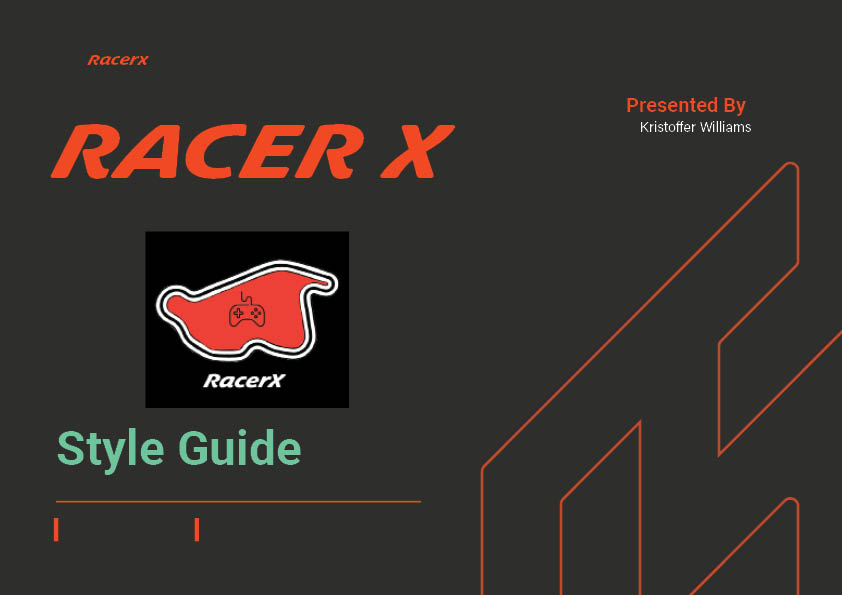 Racerx
RACER X
Presented By
Kristoffer Williams
RacerX
Style Guide